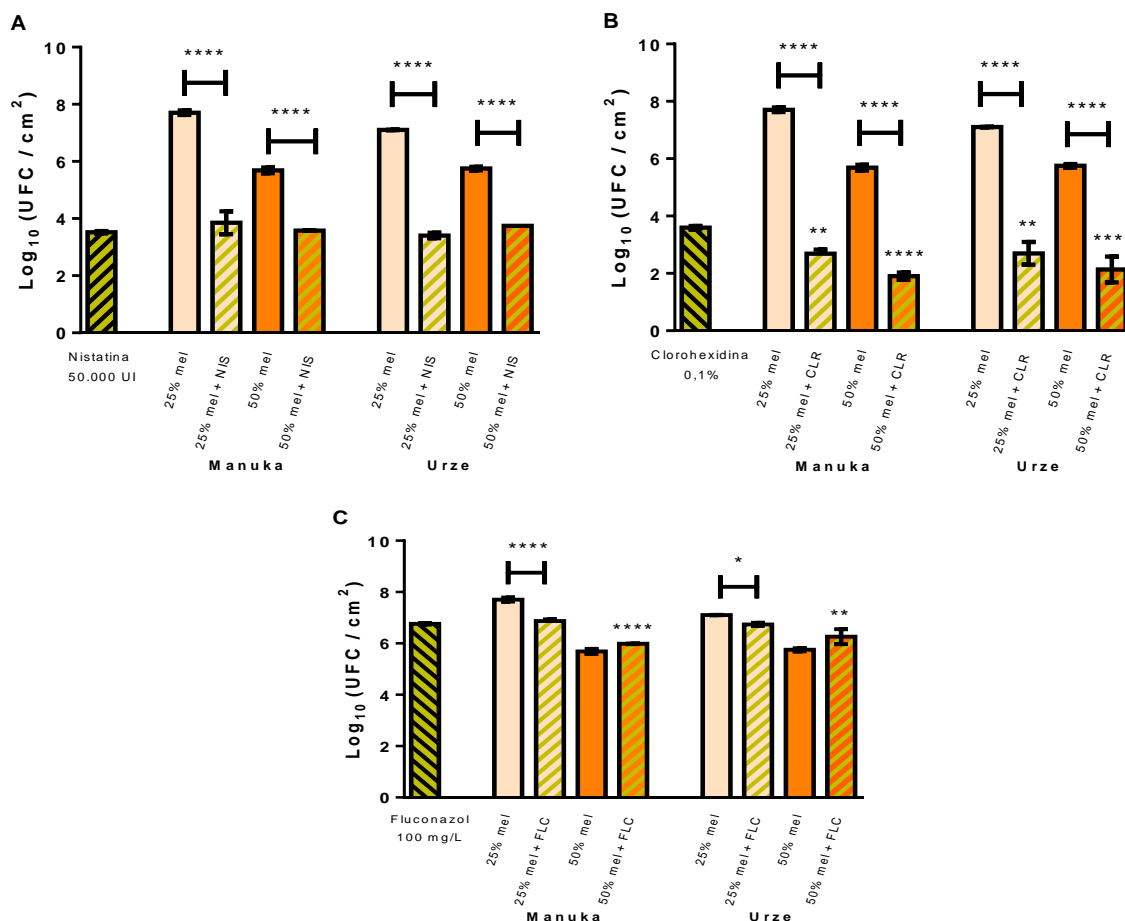 A
Log10 (UFC / cm2)
10
8
6
4
2
0
****
****
****
****
Nistatina
50.000 UI
25% mel
25% mel + NIS
50% mel
50% mel + NIS
25% mel
25% mel + NIS
50% mel
50% mel + NIS
Manuka
Urze
B
Log10 (UFC / cm2)
10
8
6
4
2
0
****
**
****
****
****
**
****
***
Clorohexidina
0,1%
25% mel
25% mel + CLR
50% mel
50% mel + CLR
25% mel
25% mel + CLR
50% mel
50% mel + CLR
Manuka
Urze
C
Log10 (UFC / cm2)
10
8
6
4
2
0
****
****
*
**
Fluconazol
100 mg/L
25% mel
25% mel + FLC
50% mel
50% mel + FLC
25% mel
25% mel + FLC
50% mel
50% mel + FLC
Manuka
Urze